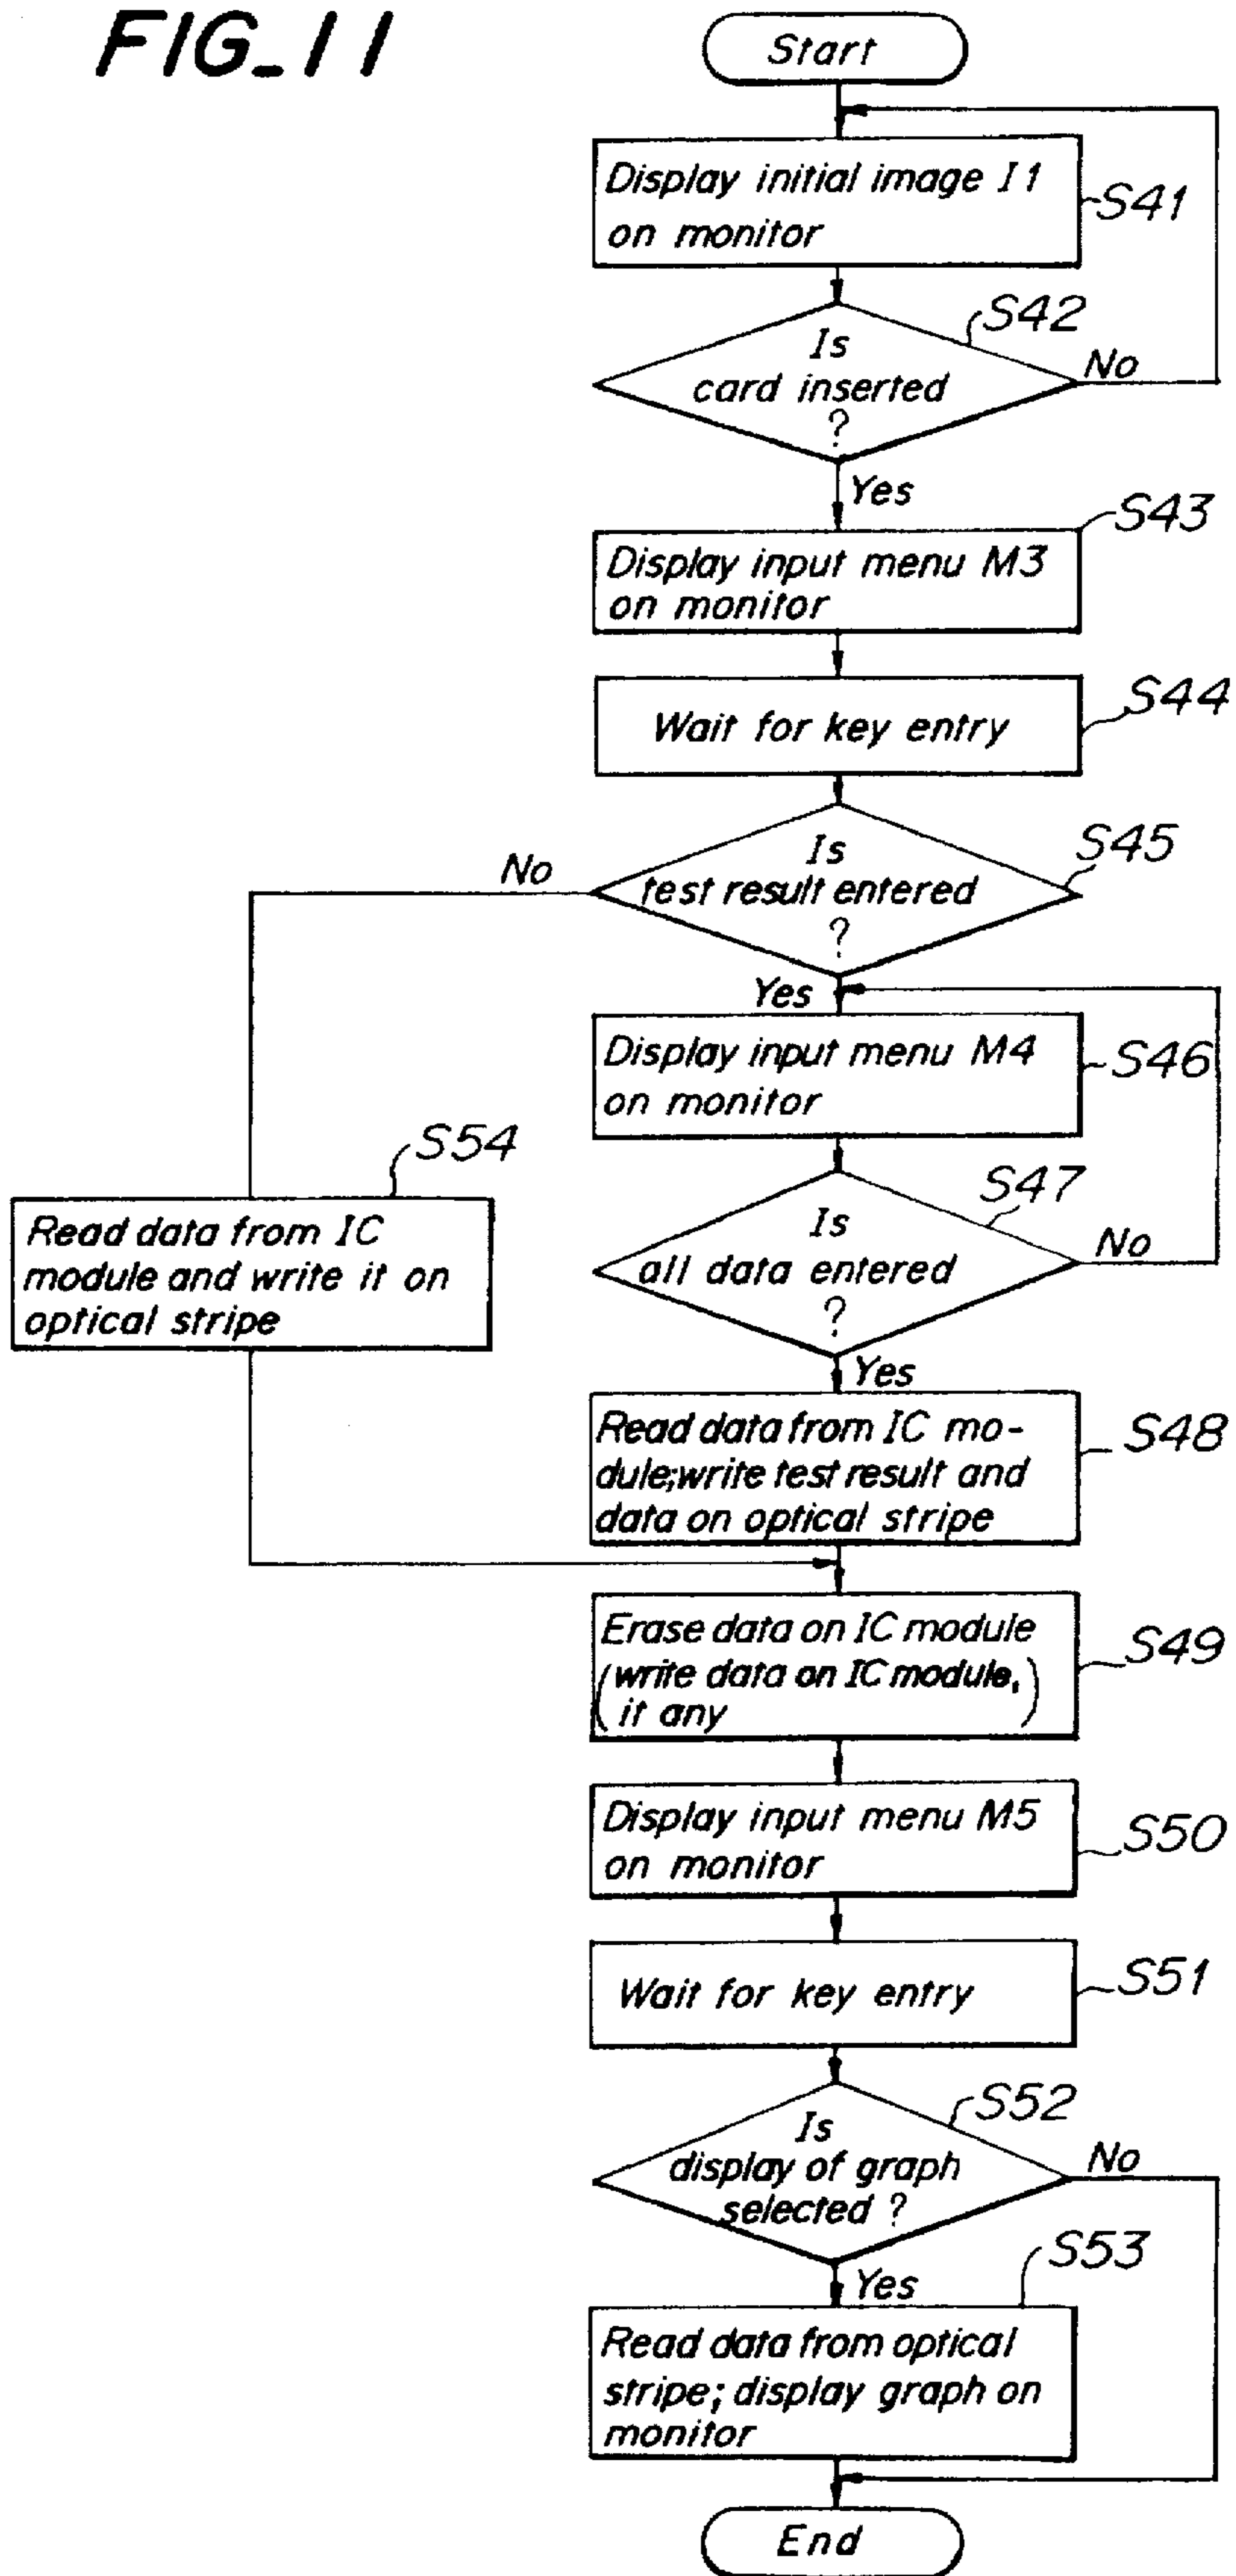 FIG_11
Start
Display initial image I1
on monitor
S41
S42
Is
card inserted
?
No
Yes
S43
Display input menu M3
on monitor
S44
Wait for key entry
S45
Is
test result entered
?
No
Yes
Display input menu M4
on monitor
S46
S54
Read data from IC
module and write it on
optical stripe
S47
Is
all data entered
?
No
Yes
Read data from IC mo-
dule;write test result and
data on optical stripe
S48
Erase data on IC module
(write data on IC module,
it any)
S49
Display input menu M5
on monitor
S50
Wait for key entry
S51
S52
Is
display of graph
selected ?
No
Yes
S53
Read data from optical
stripe; display graph on
monitor
End